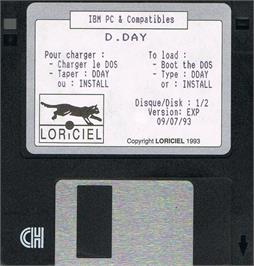 IBM PC & Compatibles
D.DAY
Pour charger :
- Charger le DOS
- Taper : DDAY
ou : INSTALL
To load :
- Boot the DOS
- Type : DDAY
or : INSTALL
LORICIEL
Disque/Disk : 1/2
Version: EXP
09/07/93
Copyright LORICIEL 1993
CH